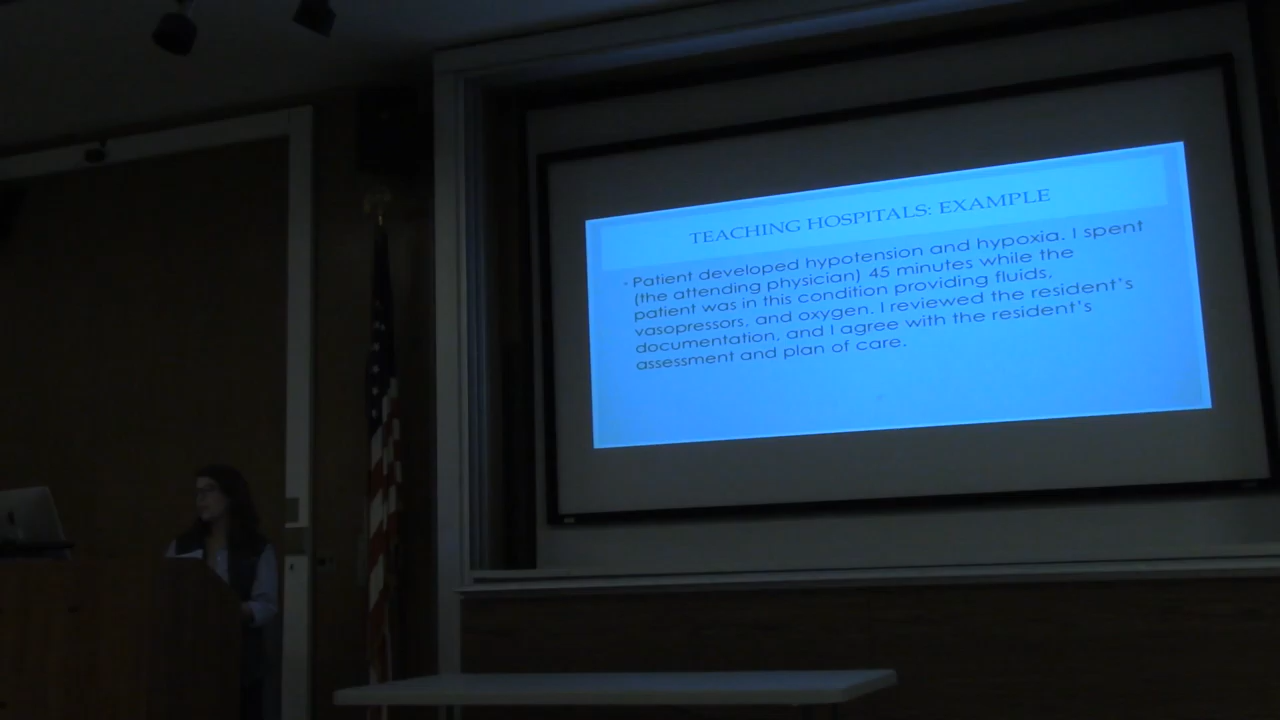 TEACHING HOSPITALS: EXAMPLE
• Patient developed hypotension and hypoxia. I spent
(the attending physician) 45 minutes while the
patient was in this condition providing fluids,
vasopressors, and oxygen. I reviewed the resident's
documentation, and I agree with the resident's
assessment and plan of care.